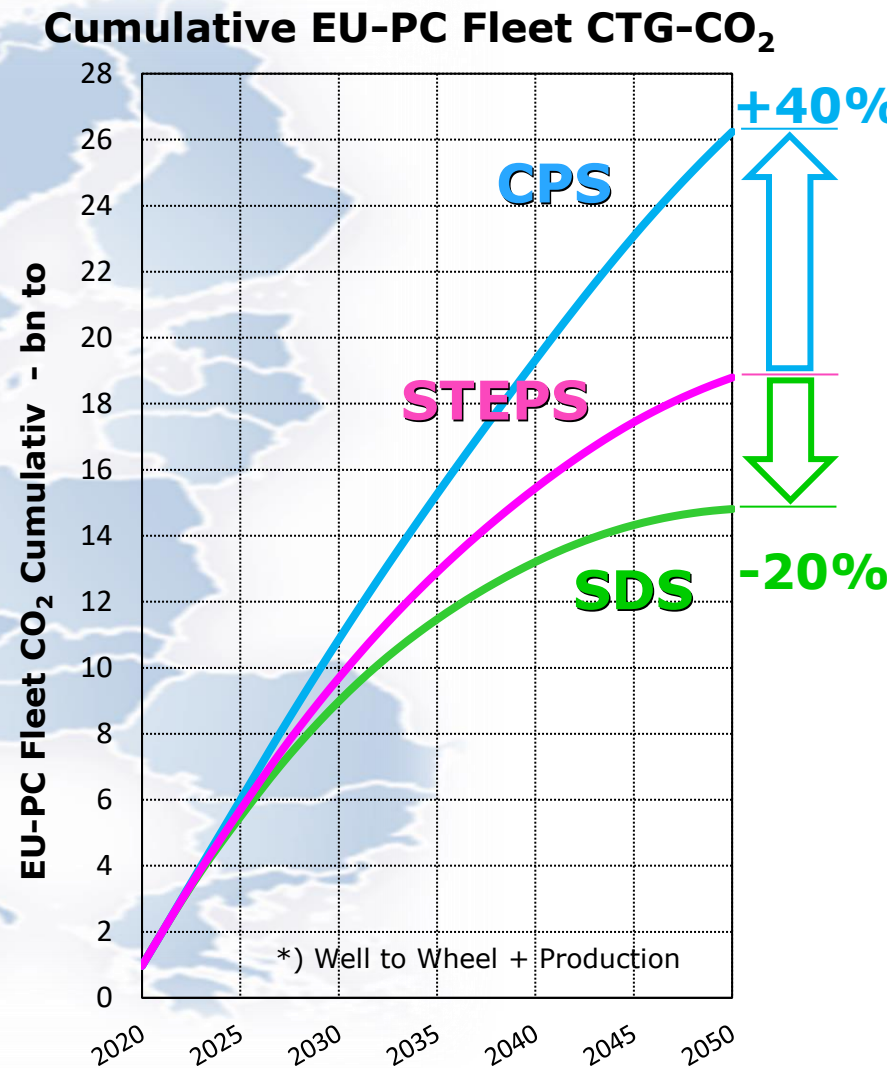 Cumulative EU-PC Fleet CTG-CO₂
28
26
24
22
20
18
16
14
12
10
8
6
4
2
0
EU-PC Fleet CO₂ Cumulativ - bn to
+40%
CPS
STEPS
SDS
-20%
*) Well to Wheel + Production
2020 2025 2030 2035 2040 2045 2050